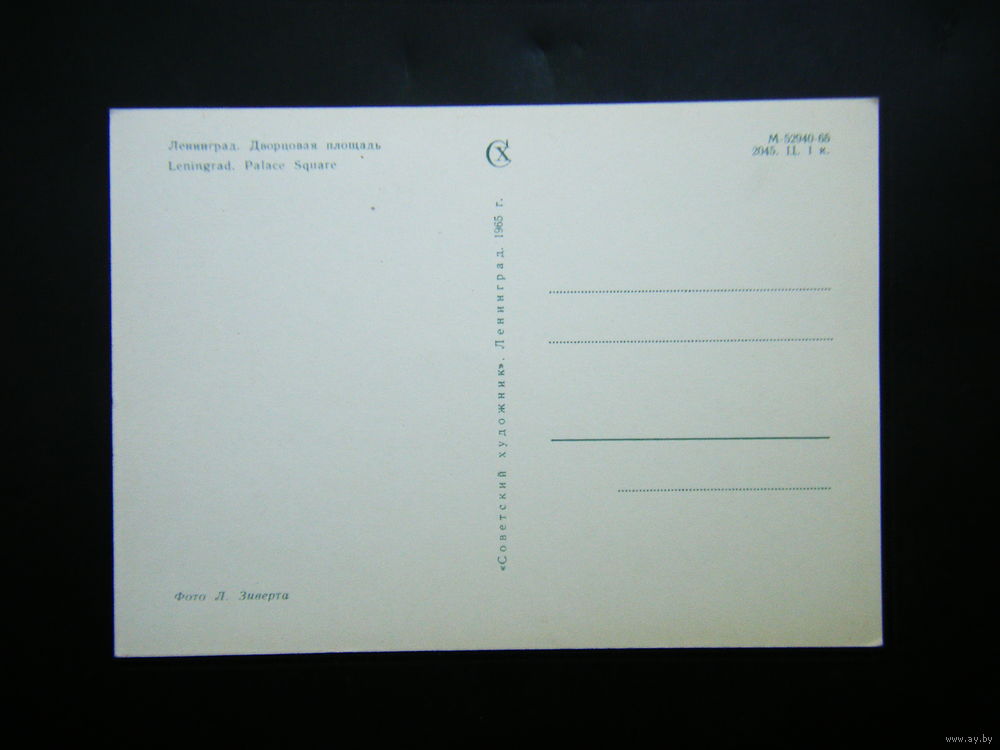 Ленинград. Дворцовая площадь
Leningrad. Palace Square
СХ
М-52940-65
2045. Ц. 1 к.
«Советский художник». Ленинград. 1965 г.
Фото Л. Зиверта
www.ay.by